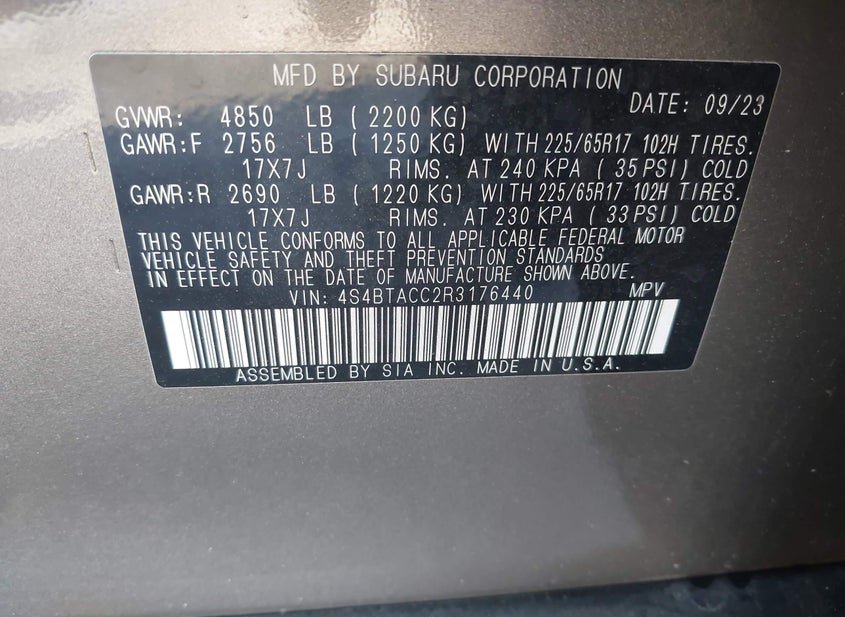 MFD BY SUBARU CORPORATION
DATE: 09/23
GVWR: 4850 LB ( 2200 KG)
GAWR:F 2756 LB ( 1250 KG) WITH 225/65R17 102H TIRES.
17X7J RIMS. AT 240 KPA ( 35 PSI) COLD
GAWR:R 2690 LB ( 1220 KG) WITH 225/65R17 102H TIRES.
17X7J RIMS. AT 230 KPA ( 33 PSI) COLD
THIS VEHICLE CONFORMS TO ALL APPLICABLE FEDERAL MOTOR
VEHICLE SAFETY AND THEFT PREVENTION STANDARDS
IN EFFECT ON THE DATE OF MANUFACTURE SHOWN ABOVE.
VIN: 4S4BTACC2R3176440 MPV
ASSEMBLED BY SIA INC. MADE IN U.S.A.